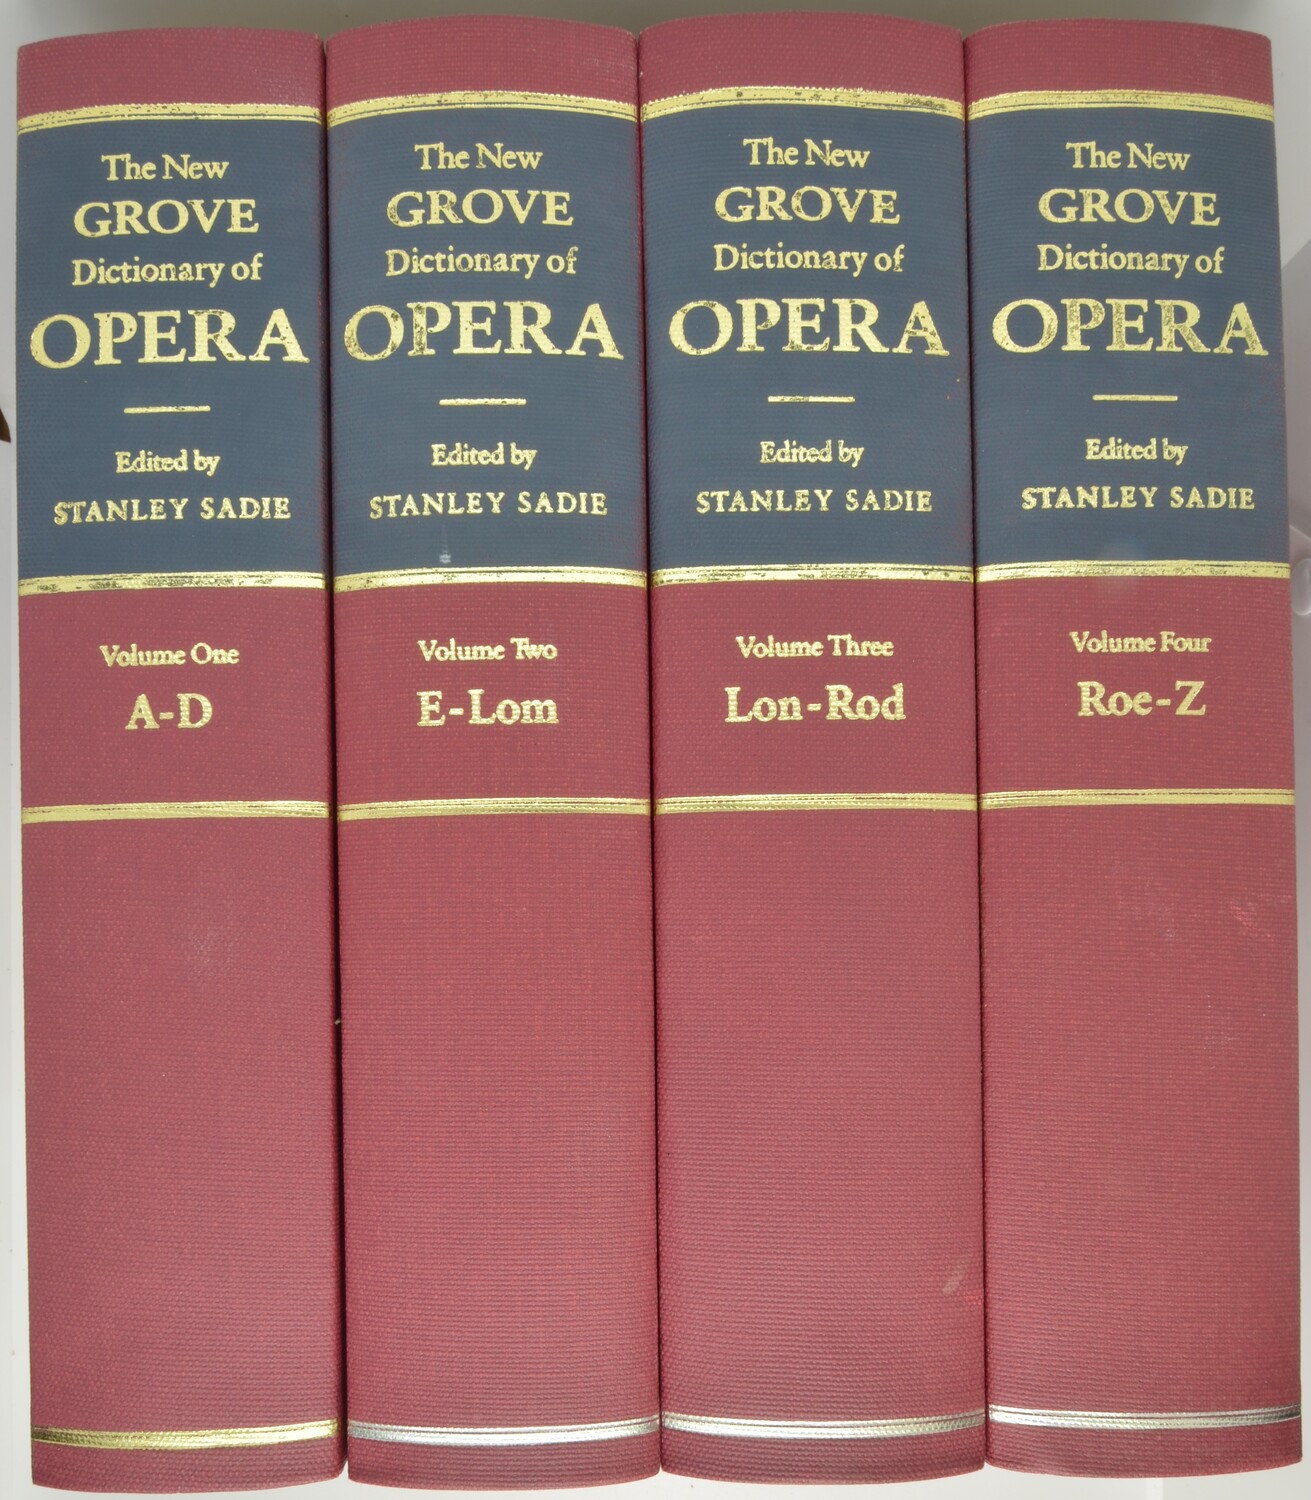 The New
GROVE
Dictionary of
OPERA
Edited by
STANLEY SADIE
Volume One
A-D
The New
GROVE
Dictionary of
OPERA
Edited by
STANLEY SADIE
Volume Two
E-Lom
The New
GROVE
Dictionary of
OPERA
Edited by
STANLEY SADIE
Volume Three
Lon-Rod
The New
GROVE
Dictionary of
OPERA
Edited by
STANLEY SADIE
Volume Four
Roe-Z